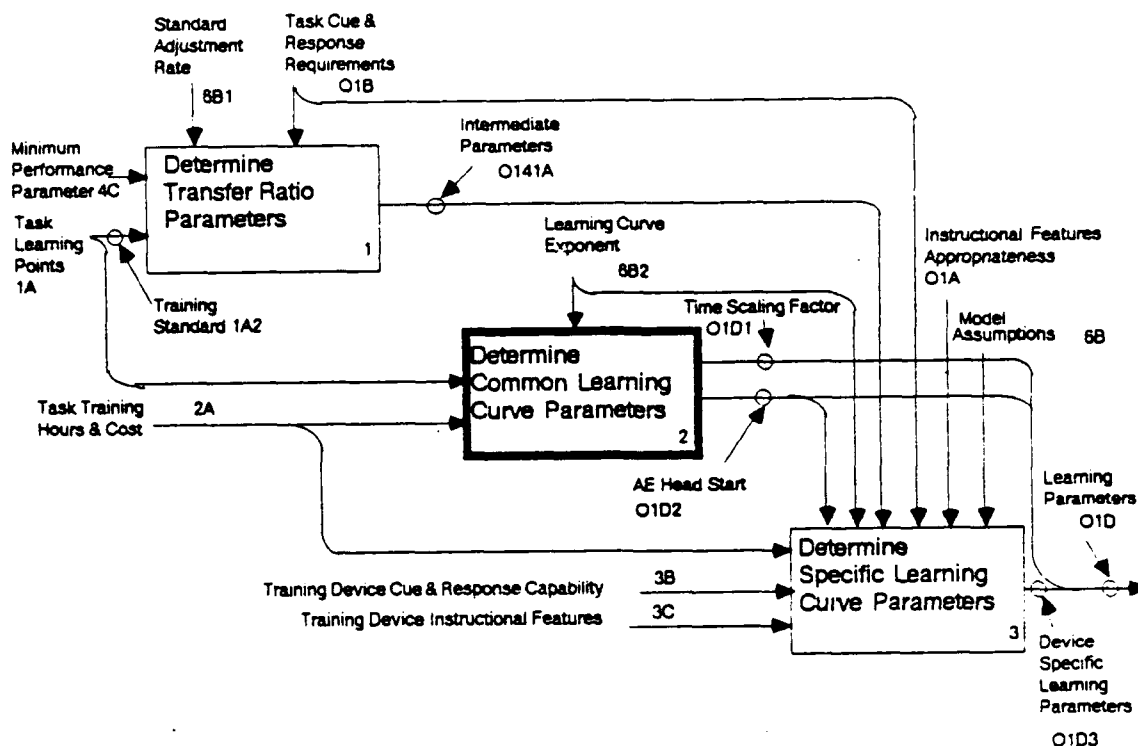 Standard
Adjustment
Rate
6B1
Task Cue &
Response
Requirements
O1B
Minimum
Performance
Parameter 4C
Determine
Transfer Ratio
Parameters
1
Intermediate
Parameters
O141A
Task
Learning
Points
1A
Training
Standard 1A2
Learning Curve
Exponent
6B2
Instructional Features
Appropriateness
O1A
Time Scaling Factor
O1D1
Model
Assumptions
6B
Determine
Common Learning
Curve Parameters
2
Task Training
Hours & Cost
2A
AE Head Start
O1D2
Learning
Parameters
O1D
Determine
Specific Learning
Curve Parameters
3
Training Device Cue & Response Capability
3B
Training Device Instructional Features
3C
Device
Specific
Learning
Parameters
O1D3